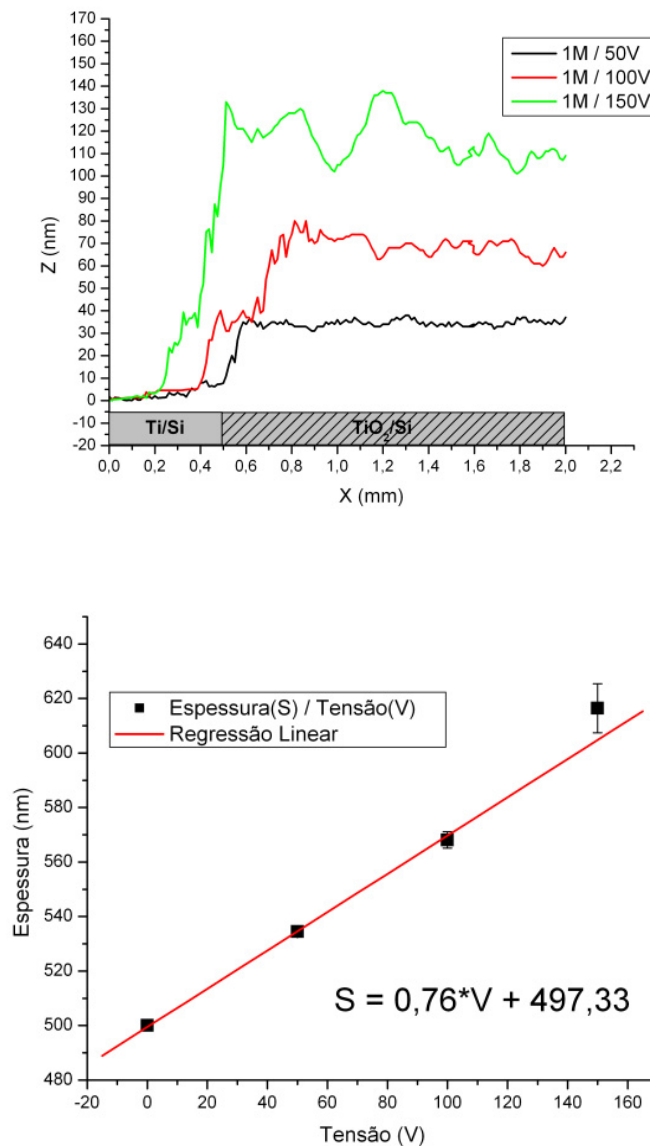 170
160
150
140
130
120
110
100
90
80
70
60
50
40
30
20
10
0
-10
-20
Z (nm)
1M / 50V
1M / 100V
1M / 150V
Ti/Si
TiO2/Si
0,0 0,2 0,4 0,6 0,8 1,0 1,2 1,4 1,6 1,8 2,0 2,2
X (mm)
640
620
600
580
560
540
520
500
480
Espessura (nm)
Espessura(S) / Tensão(V)
Regressão Linear
S = 0,76*V + 497,33
-20 0 20 40 60 80 100 120 140 160
Tensão (V)